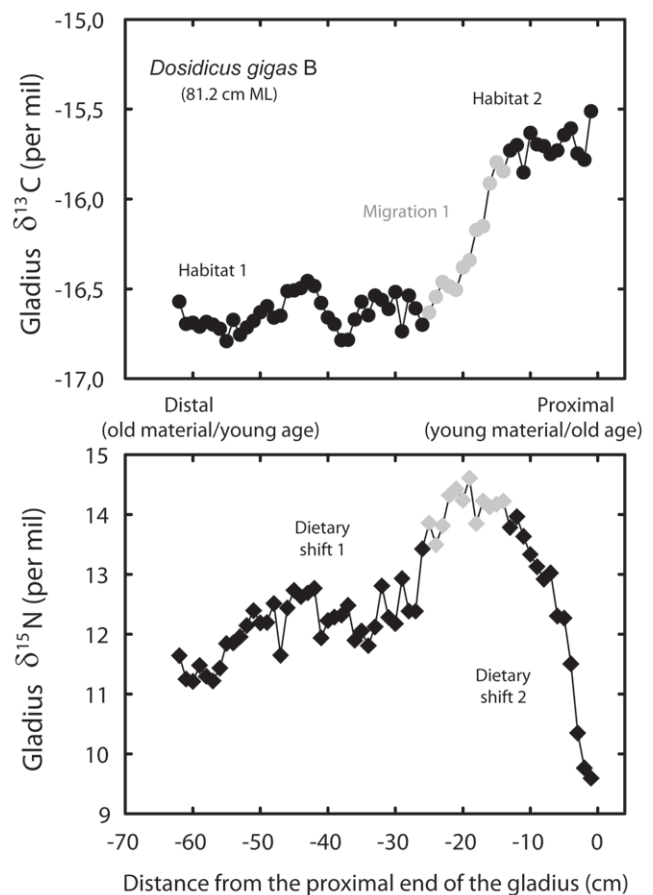 -15,0
Dosidicus gigas B
(81.2 cm ML)
Habitat 2
-15,5
Gladius δ13C (per mil)
-16,0
Migration 1
Habitat 1
-16,5
-17,0
Distal
(old material/young age)
Proximal
(young material/old age)
15
14
Dietary
shift 1
13
Gladius δ15N (per mil)
12
11
Dietary
shift 2
10
9
-70 -60 -50 -40 -30 -20 -10 0
Distance from the proximal end of the gladius (cm)